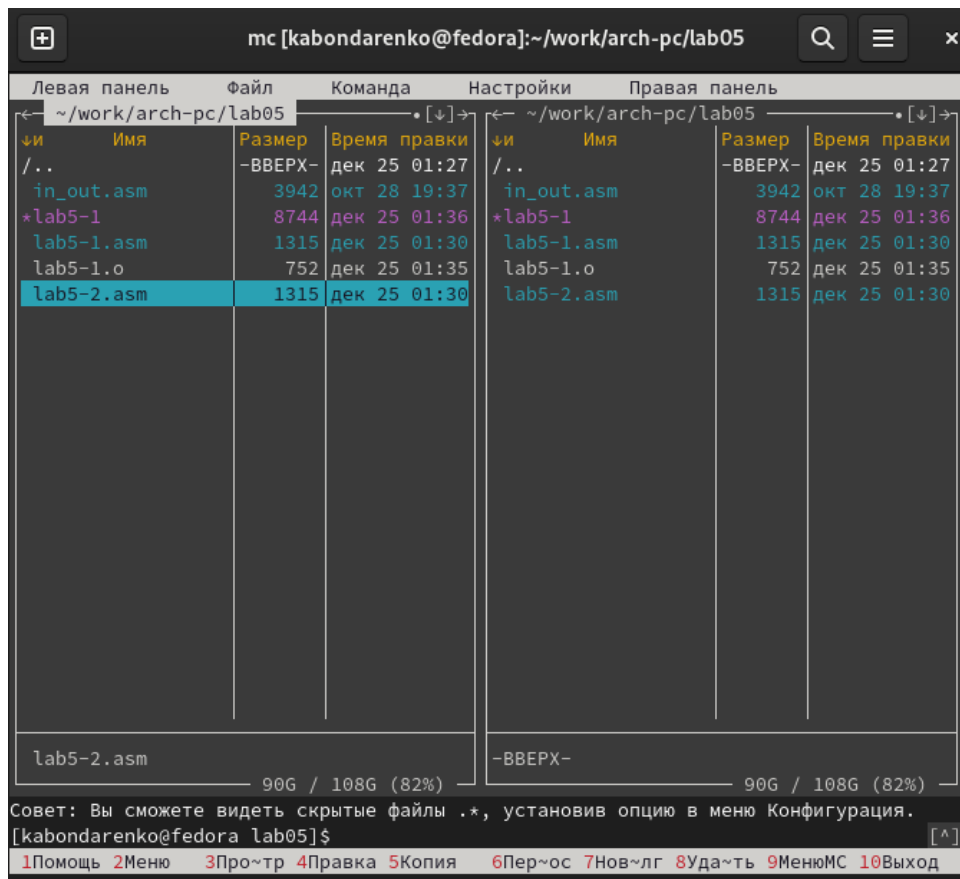 mc [kabondarenko@fedora]:~/work/arch-pc/lab05
Левая панель Файл Команда Настройки Правая панель
~/work/arch-pc/lab05 [↓] ~/work/arch-pc/lab05 [↓]
↓и Имя Размер Время правки ↓и Имя Размер Время правки
/.. -ВВЕРХ- дек 25 01:27 /.. -ВВЕРХ- дек 25 01:27
in_out.asm 3942 окт 28 19:37 in_out.asm 3942 окт 28 19:37
*lab5-1 8744 дек 25 01:36 *lab5-1 8744 дек 25 01:36
lab5-1.asm 1315 дек 25 01:30 lab5-1.asm 1315 дек 25 01:30
lab5-1.o 752 дек 25 01:35 lab5-1.o 752 дек 25 01:35
lab5-2.asm 1315 дек 25 01:30 lab5-2.asm 1315 дек 25 01:30
lab5-2.asm -ВВЕРХ-
90G / 108G (82%) 90G / 108G (82%)
Совет: Вы сможете видеть скрытые файлы .*, установив опцию в меню Конфигурация.
[kabondarenko@fedora lab05]$ [^]
1Помощь 2Меню 3Про~тр 4Правка 5Копия 6Пер~ос 7Нов~лг 8Уда~ть 9МенюМС 10Выход